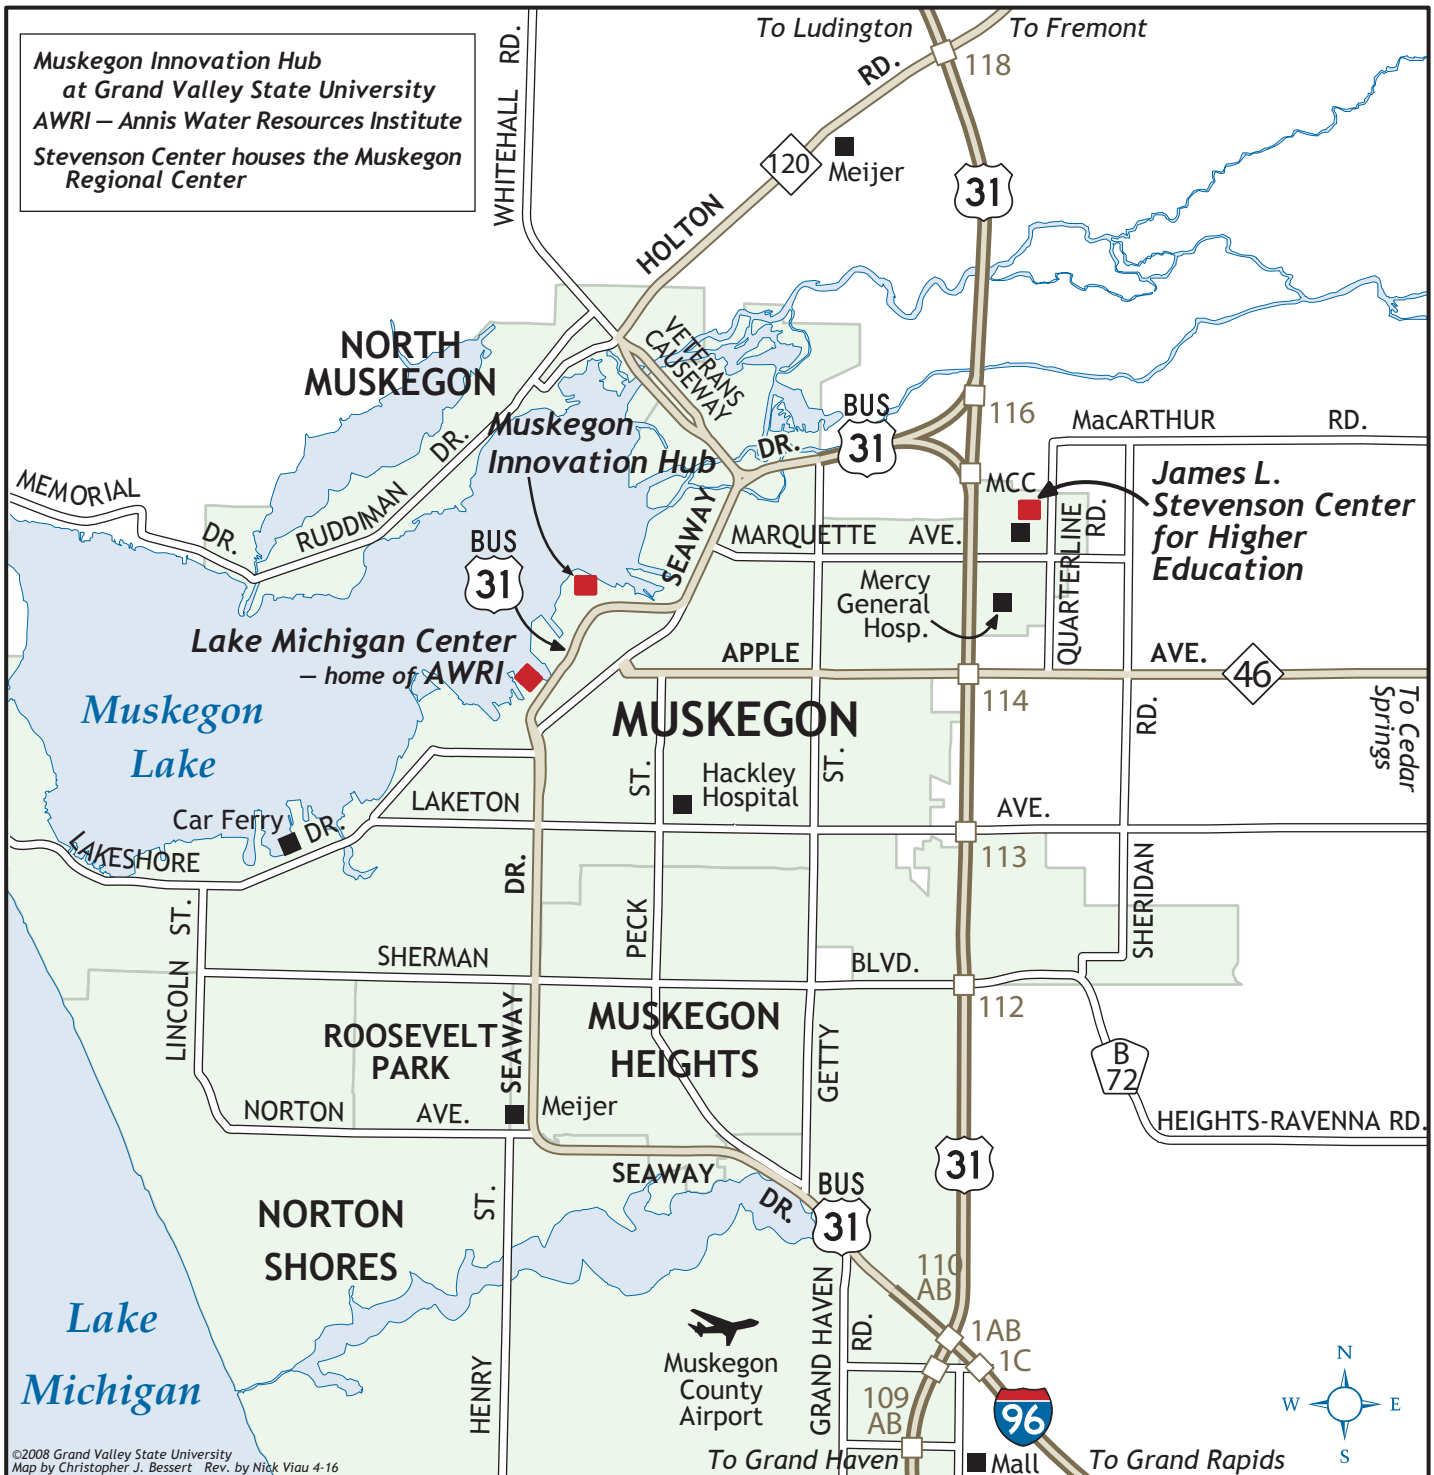 Muskegon Innovation Hub
at Grand Valley State University
AWRI — Annis Water Resources Institute
Stevenson Center houses the Muskegon
Regional Center
To Ludington
To Fremont
WHITEHALL RD.
118
HOLTON RD.
120
Meijer
31
NORTH
MUSKEGON
VETERANS
CAUSEWAY
116
BUS
31
MacARTHUR RD.
Muskegon
Innovation Hub
DR.
SEAWAY
MEMORIAL DR.
RUDDIMAN DR.
MCC
James L.
Stevenson Center
for Higher
Education
MARQUETTE AVE.
QUARTERLINE RD.
BUS
31
Mercy
General
Hosp.
Lake Michigan Center
— home of AWRI
APPLE AVE.
46
114
To Cedar
Springs
Muskegon
Lake
MUSKEGON
Hackley
Hospital
ST.
ST.
RD.
Car Ferry
LAKESHORE DR.
LAKETON AVE.
113
DR.
PECK
SHERIDAN
LINCOLN ST.
SHERMAN BLVD.
112
ROOSEVELT
PARK
SEAWAY
MUSKEGON
HEIGHTS
GETTY
B
72
NORTON AVE.
Meijer
HEIGHTS-RAVENNA RD.
SEAWAY DR.
31
BUS
31
NORTON
SHORES
HENRY ST.
110
AB
GRAND HAVEN RD.
1AB
1C
Lake
Michigan
Muskegon
County
Airport
109
AB
96
N
W E
S
To Grand Haven
Mall
To Grand Rapids
©2008 Grand Valley State University
Map by Christopher J. Bessert Rev. by Nick Viau 4-16